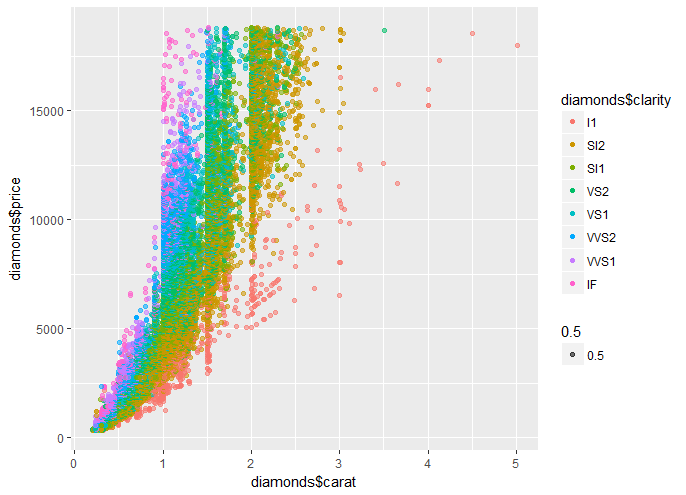 diamonds$price
15000
10000
5000
0
0
1
2
3
4
5
diamonds$carat
diamonds$clarity
I1
SI2
SI1
VS2
VS1
VVS2
VVS1
IF
0.5
0.5